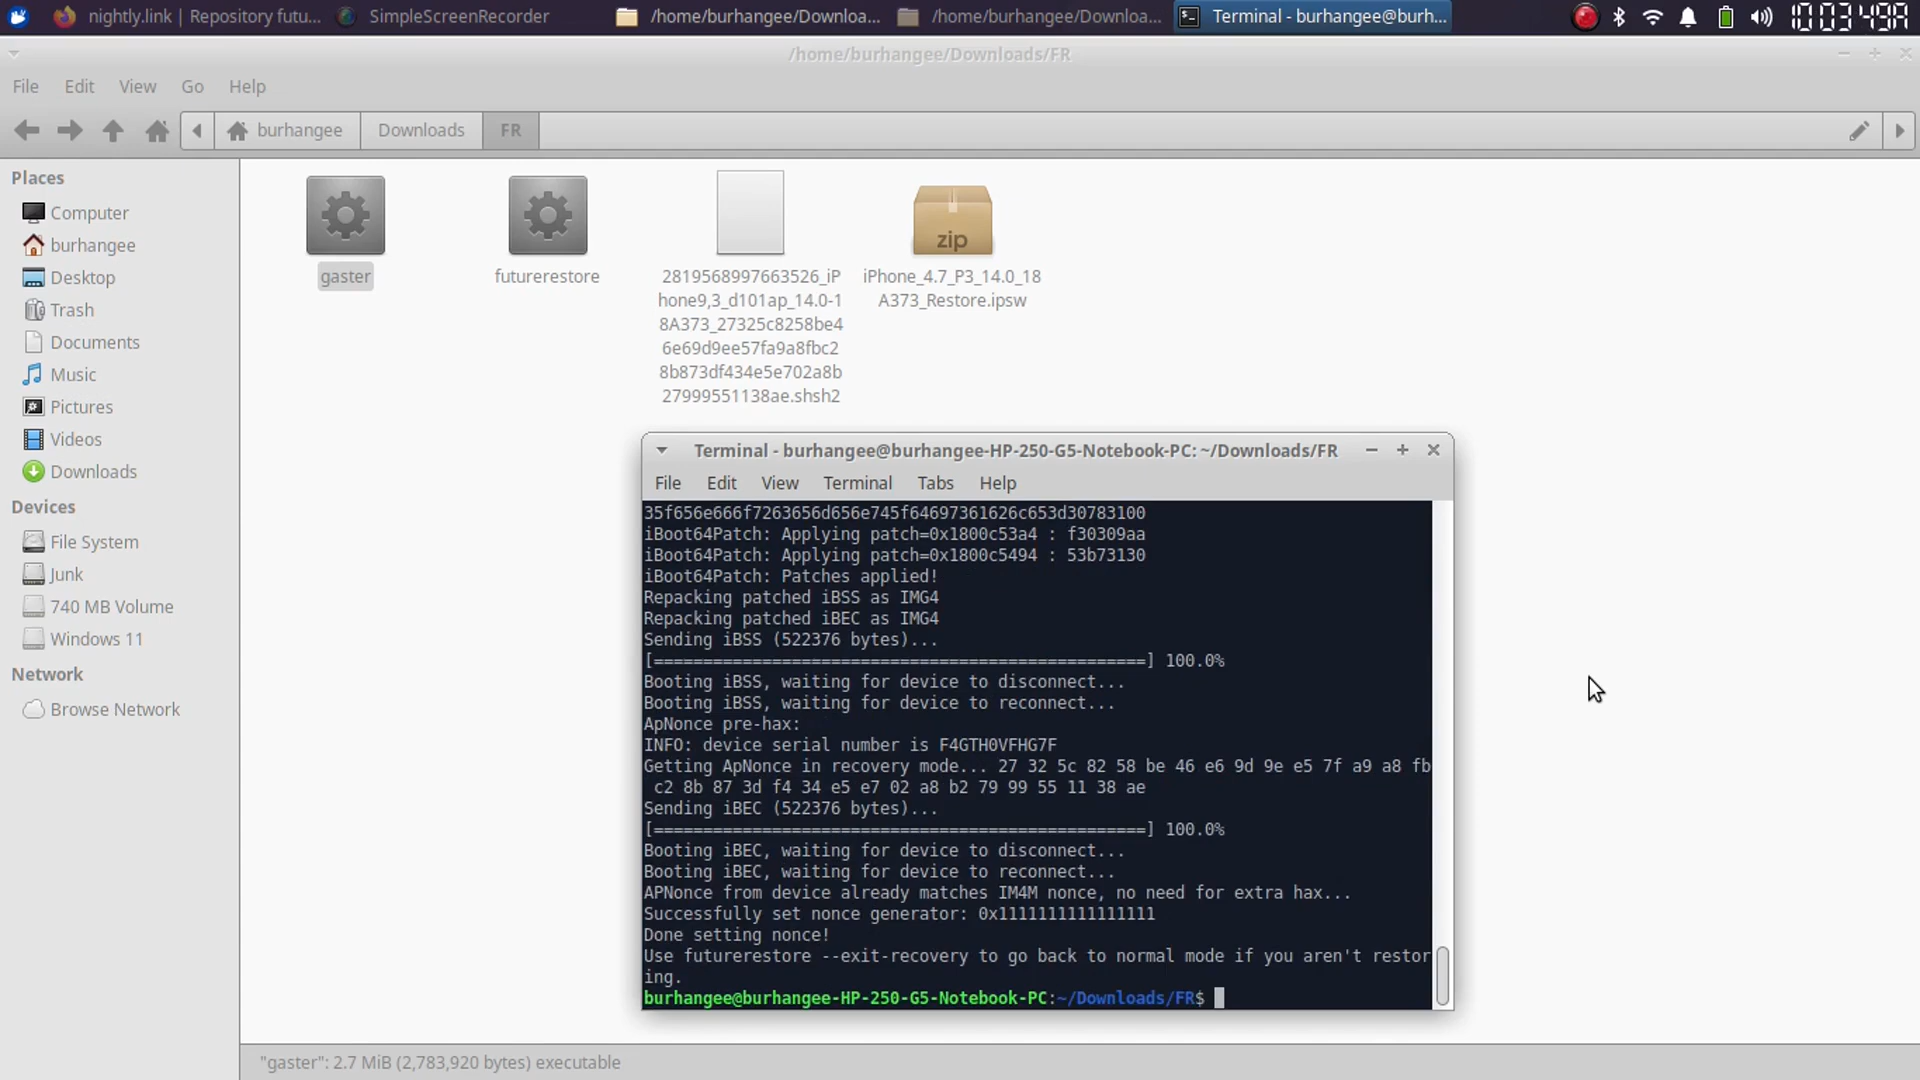 nightly.link | Repository futu...
SimpleScreenRecorder
/home/burhangee/Downloa...
/home/burhangee/Downloa...
Terminal - burhangee@burh...
10:03:49A
/home/burhangee/Downloads/FR
File Edit View Go Help
burhangee Downloads FR
Places
Computer
burhangee
Desktop
Trash
Documents
Music
Pictures
Videos
Downloads
Devices
File System
Junk
740 MB Volume
Windows 11
Network
Browse Network
gaster
futurerestore
2819568997663526_iP
hone9,3_d101ap_14.0-1
8A373_27325c8258be4
6e69d9ee57fa9a8fbc2
8b873df434e5e702a8b
27999551138ae.shsh2
zip
iPhone_4.7_P3_14.0_18
A373_Restore.ipsw
Terminal - burhangee@burhangee-HP-250-G5-Notebook-PC: ~/Downloads/FR
File Edit View Terminal Tabs Help
35f656e666f7263656d656e745f64697361626c653d30783100
iBoot64Patch: Applying patch=0x1800c53a4 : f30309aa
iBoot64Patch: Applying patch=0x1800c5494 : 53b73130
iBoot64Patch: Patches applied!
Repacking patched iBSS as IMG4
Repacking patched iBEC as IMG4
Sending iBSS (522376 bytes)...
[==================================================] 100.0%
Booting iBSS, waiting for device to disconnect...
Booting iBSS, waiting for device to reconnect...
ApNonce pre-hax:
INFO: device serial number is F4GTH0VFHG7F
Getting ApNonce in recovery mode... 27 32 5c 82 58 be 46 e6 9d 9e e5 7f a9 a8 fb
c2 8b 87 3d f4 34 e5 e7 02 a8 b2 79 99 55 11 38 ae
Sending iBEC (522376 bytes)...
[==================================================] 100.0%
Booting iBEC, waiting for device to disconnect...
Booting iBEC, waiting for device to reconnect...
APNonce from device already matches IM4M nonce, no need for extra hax...
Successfully set nonce generator: 0x1111111111111111
Done setting nonce!
Use futurerestore --exit-recovery to go back to normal mode if you aren't restor
ing.
burhangee@burhangee-HP-250-G5-Notebook-PC:~/Downloads/FR$
"gaster": 2.7 MiB (2,783,920 bytes) executable